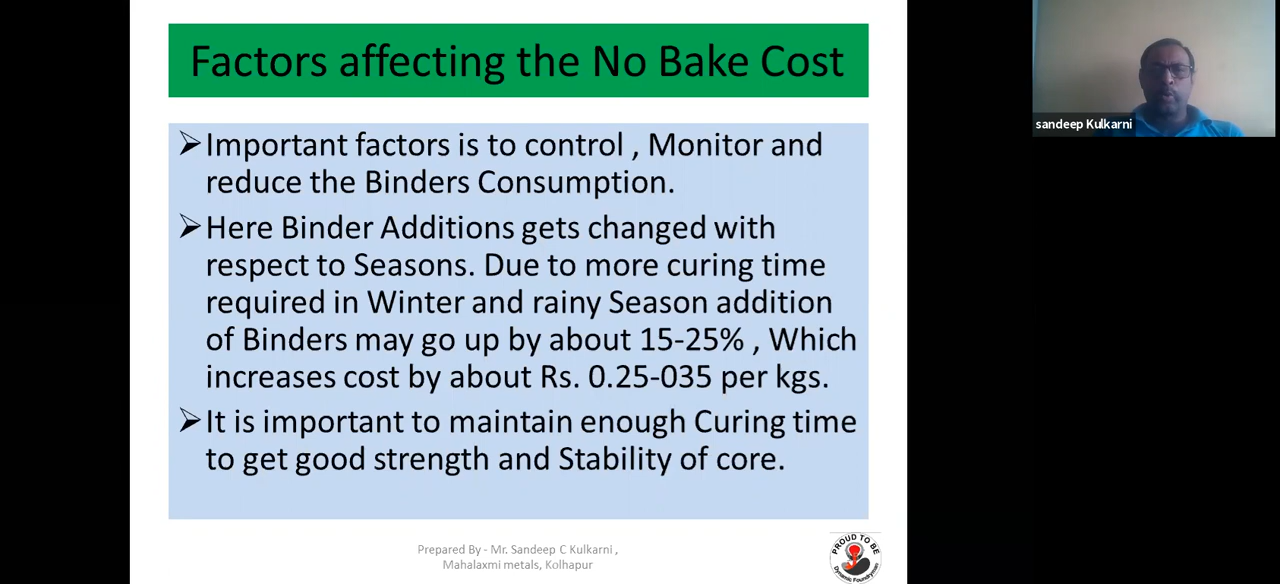 Factors affecting the No Bake Cost
➢Important factors is to control , Monitor and
reduce the Binders Consumption.
➢Here Binder Additions gets changed with
respect to Seasons. Due to more curing time
required in Winter and rainy Season addition
of Binders may go up by about 15-25% , Which
increases cost by about Rs. 0.25-035 per kgs.
➢It is important to maintain enough Curing time
to get good strength and Stability of core.
Prepared By - Mr. Sandeep C Kulkarni ,
Mahalaxmi metals, Kolhapur
PROUD TO BE
Dynamic Foundrymen
sandeep Kulkarni